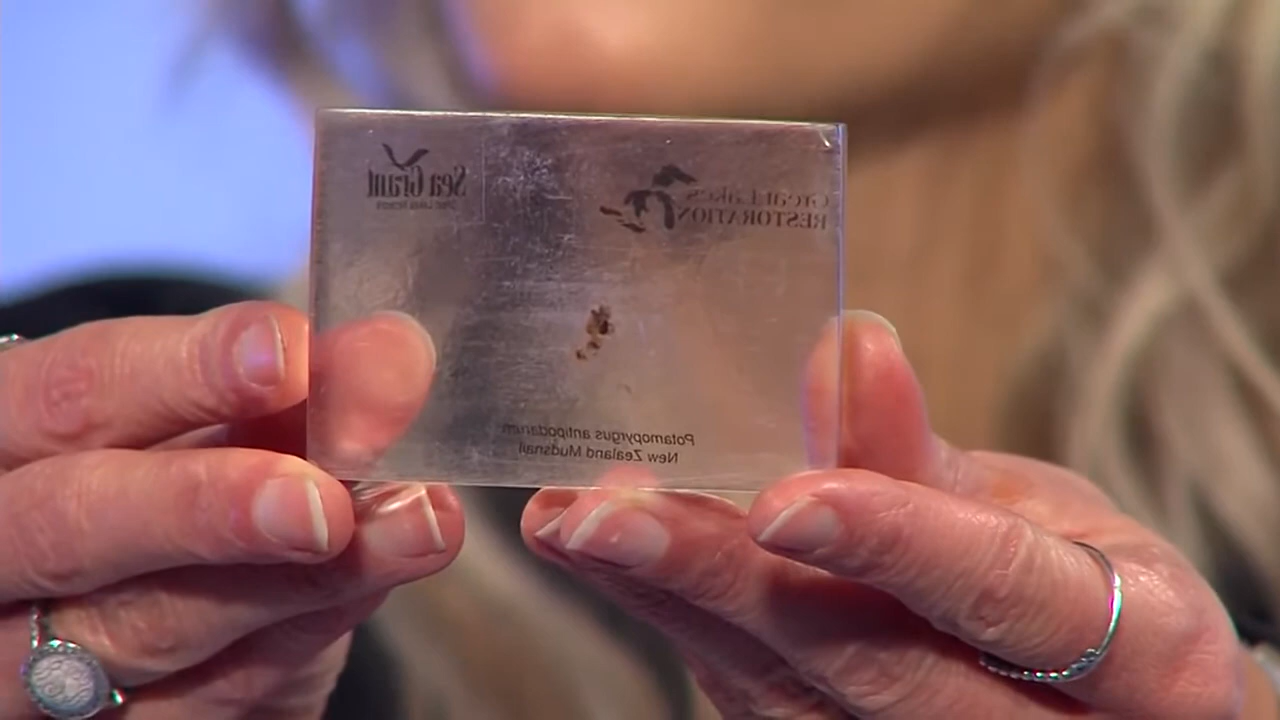 Sea Grant
Great Lakes
RESTORATION
Potamopyrgus antipodarum
New Zealand Mudsnail